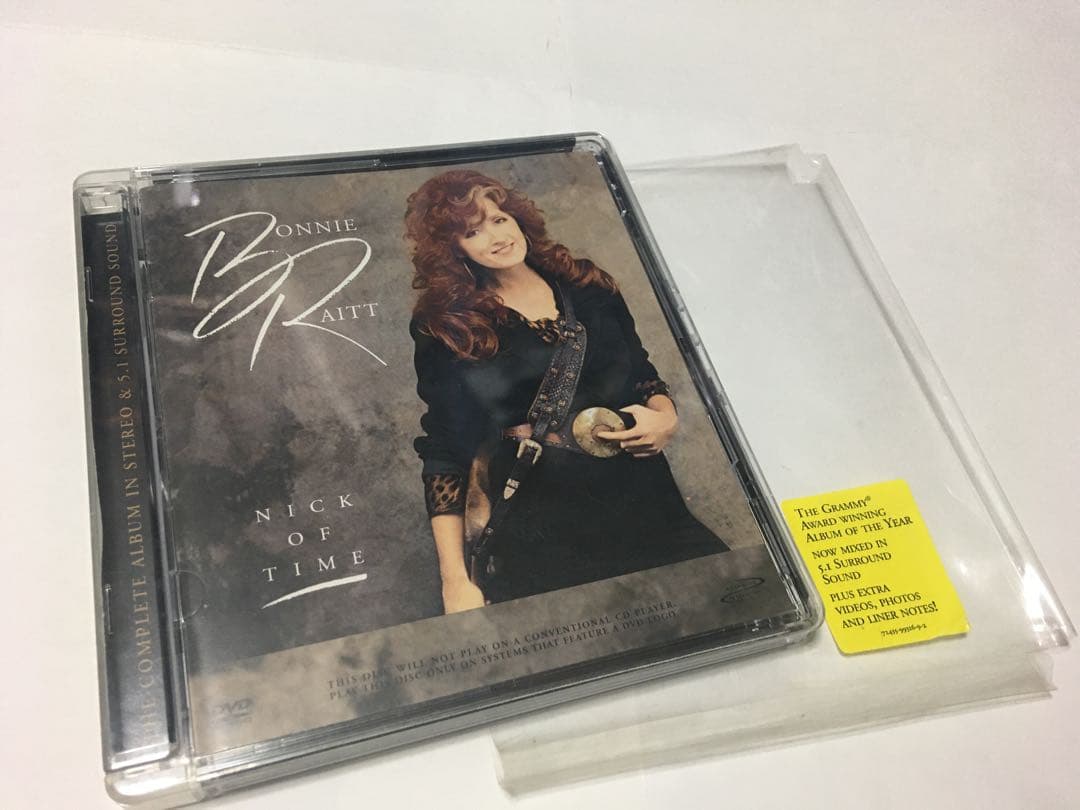 THE COMPLETE ALBUM IN STEREO & 5.1 SURROUND SOUND
BONNIE
RAITT
NICK
OF
TIME
THIS DISC WILL NOT PLAY ON A CONVENTIONAL CD PLAYER.
PLAY THIS DISC ONLY ON SYSTEMS THAT FEATURE A DVD LOGO.
DVD
THE GRAMMY®
AWARD WINNING
ALBUM OF THE YEAR
NOW MIXED IN
5.1 SURROUND
SOUND
PLUS EXTRA
VIDEOS, PHOTOS
AND LINER NOTES!